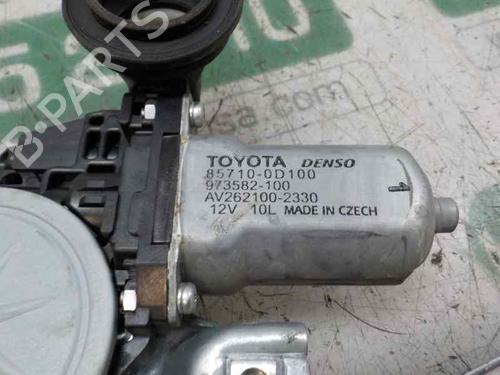 B-PARTS
TOYOTA DENSO
85710-0D100
973582-100
AV262100-2330
12V 10L MADE IN CZECH